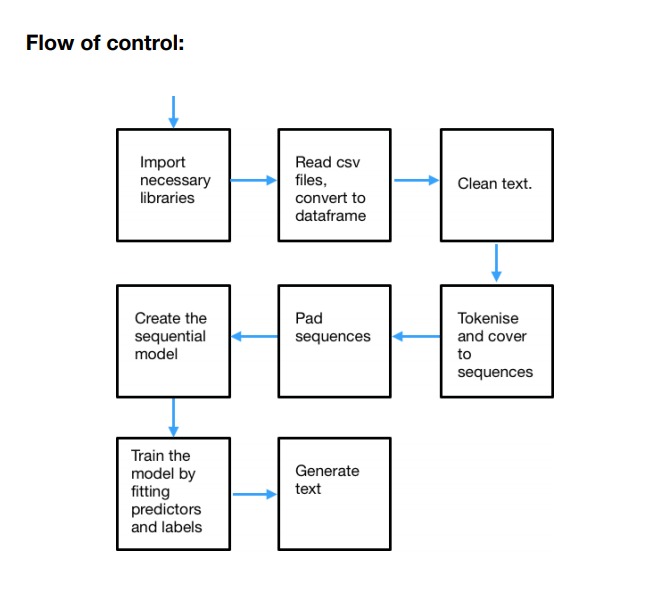 Flow of control:
Import
necessary
libraries
Read csv
files,
convert to
dataframe
Clean text.
Tokenise
and cover
to
sequences
Pad
sequences
Create the
sequential
model
Train the
model by
fitting
predictors
and labels
Generate
text